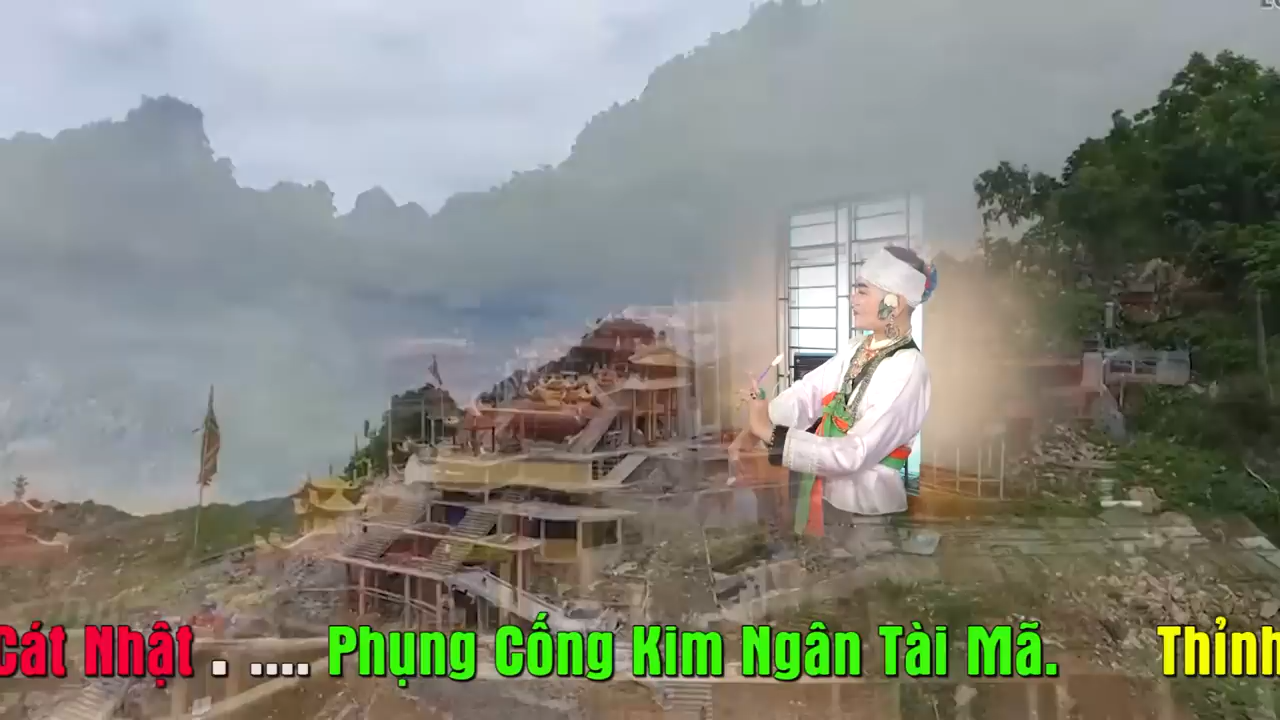 Cát Nhật . .... Phụng Cống Kim Ngân Tài Mã. Thỉnh